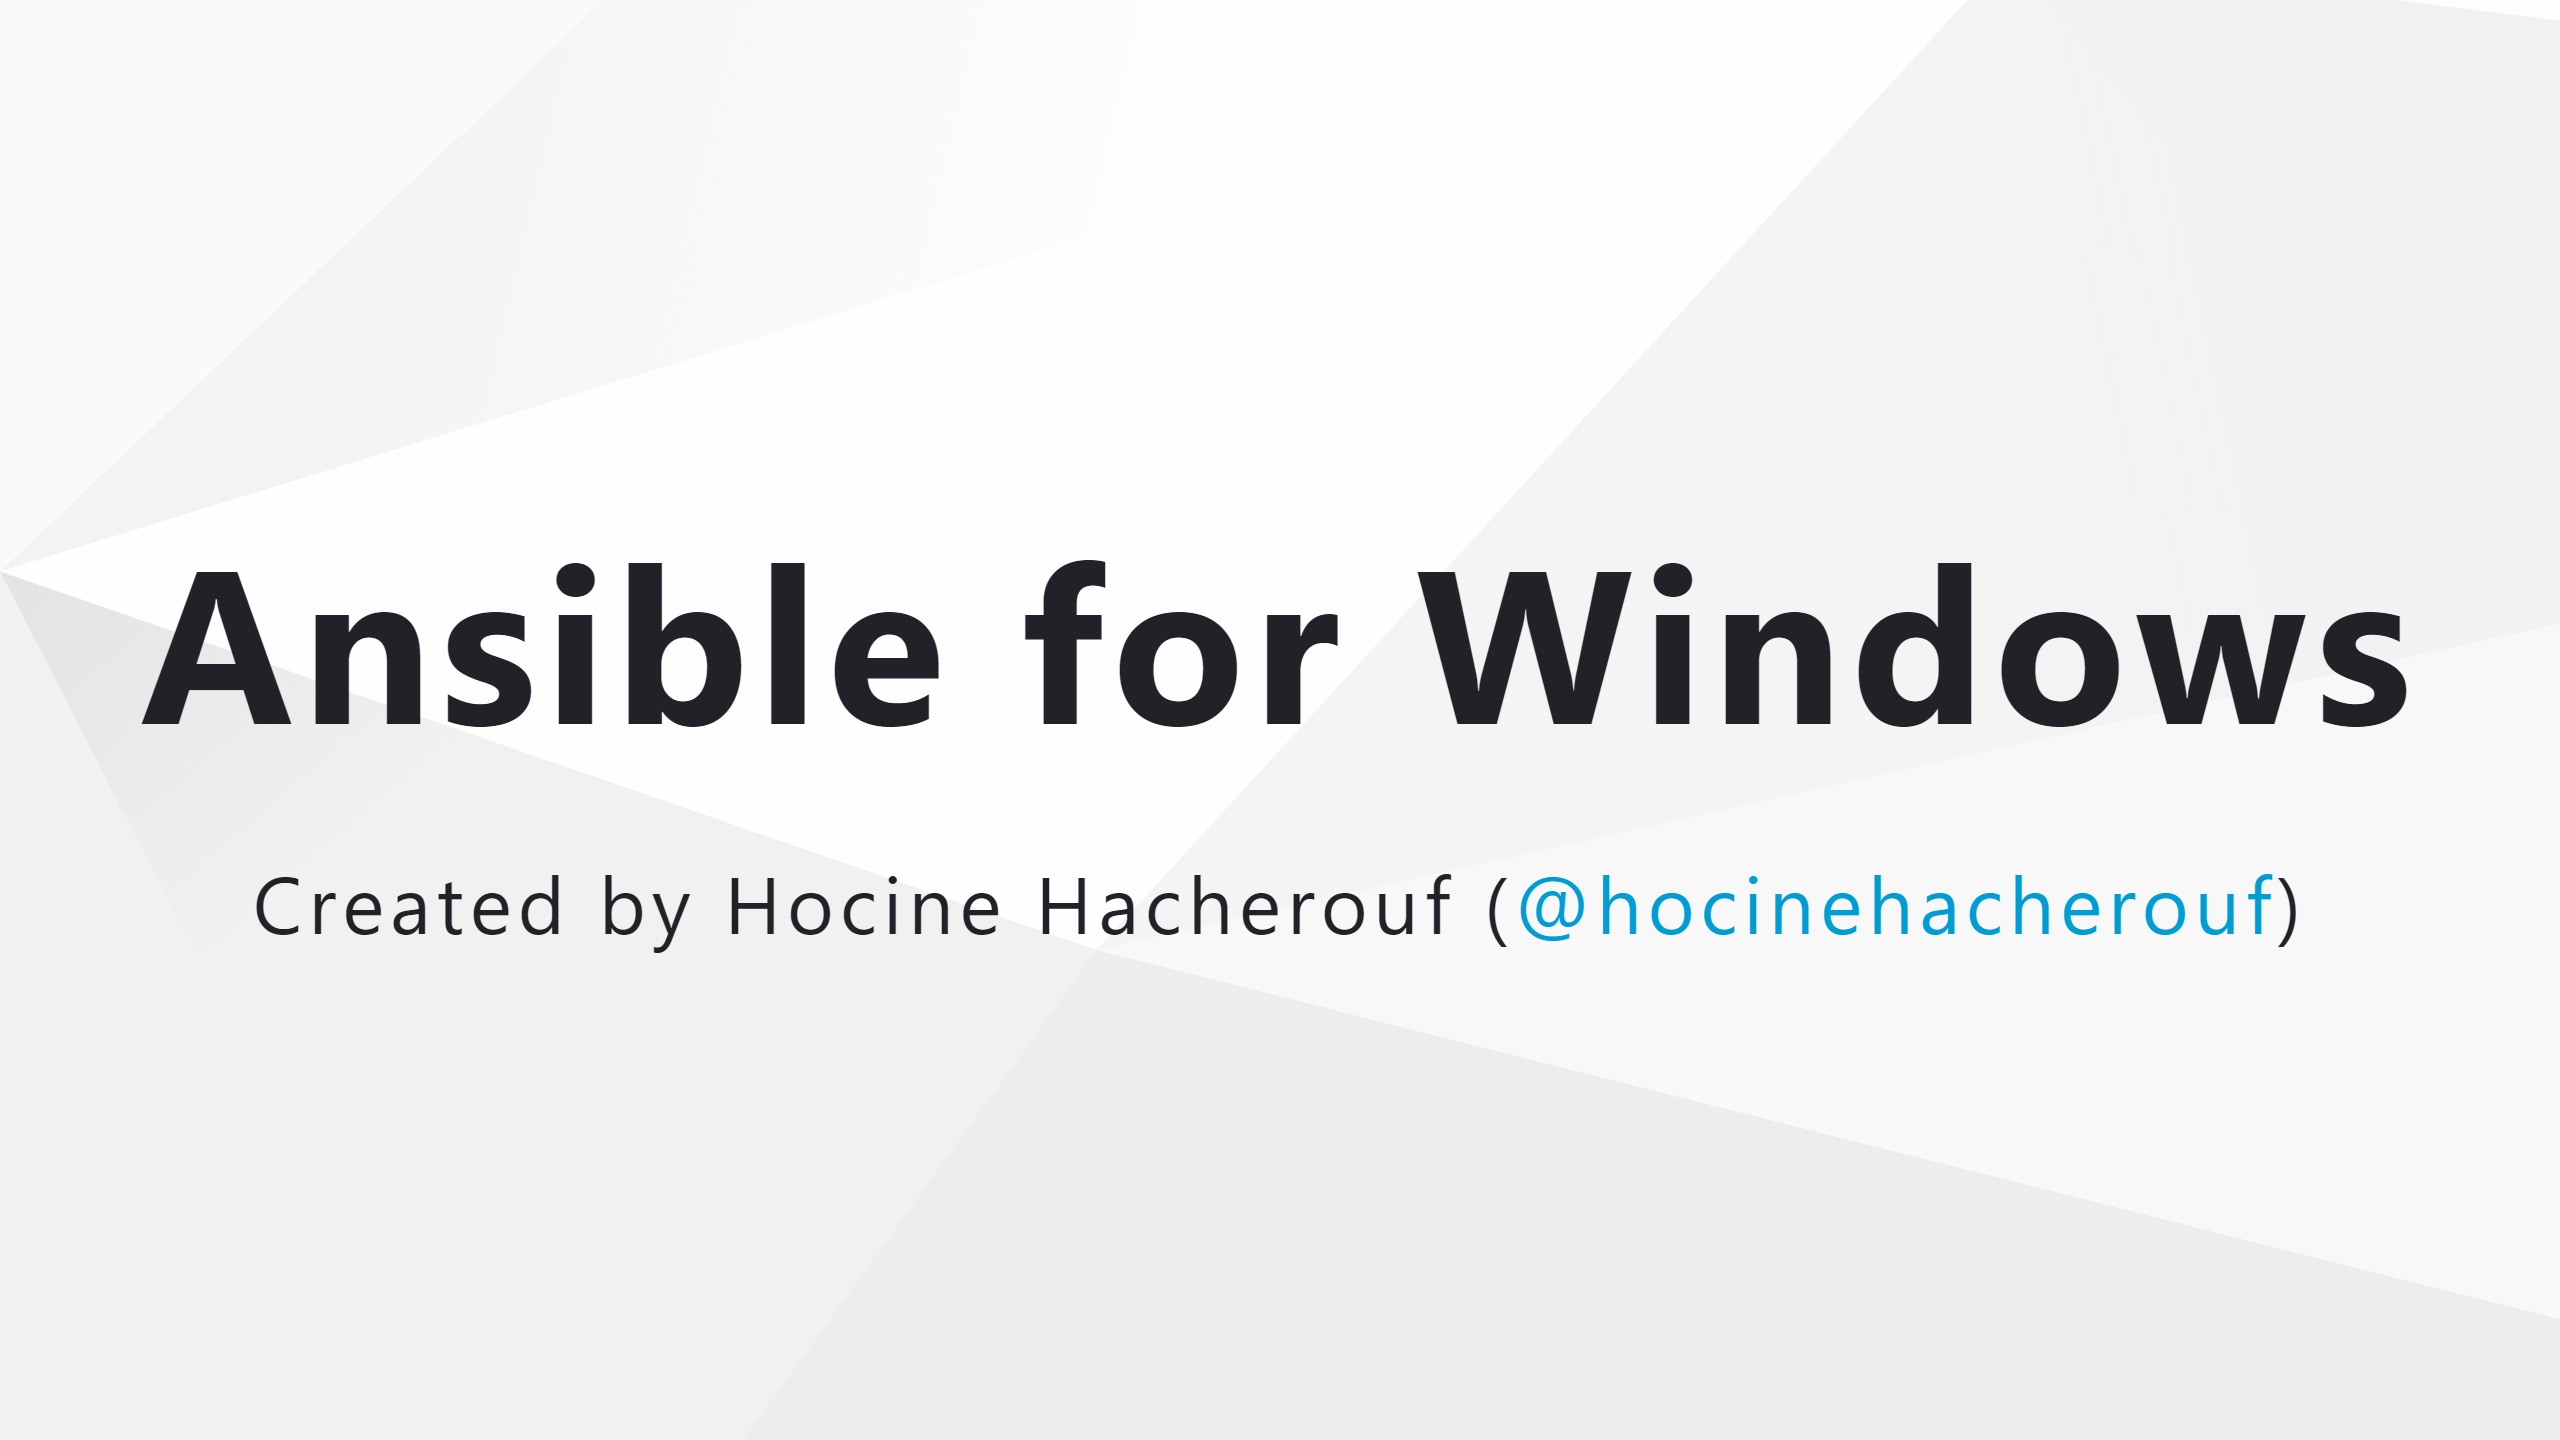 Ansible for Windows
Created by Hocine Hacherouf (@hocinehacherouf)